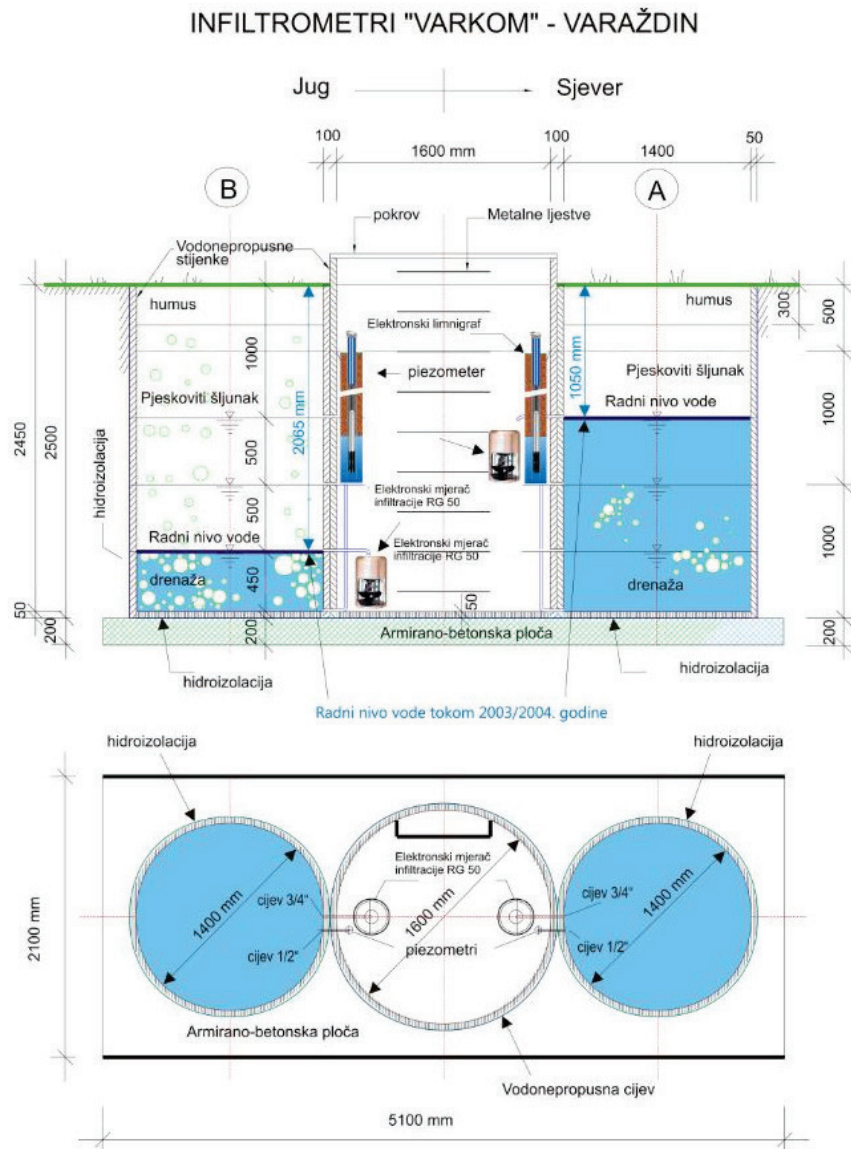 INFILTROMETRI "VARKOM" - VARAŽDIN
Jug
Sjever
100
1600 mm
100
1400
50
B
A
pokrov
Metalne ljestve
Vodonepropusne
stijenke
humus
humus
300
500
Elektronski limnigraf
1000
piezometer
1050 mm
Pjeskoviti šljunak
Pjeskoviti šljunak
Radni nivo vode
1000
2450
2500
2065 mm
500
hidroizolacija
500
Elektronski mjerač
infiltracije RG 50
Radni nivo vode
Elektronski mjerač
infiltracije RG 50
1000
drenaža
450
drenaža
50
50
200
200
Armirano-betonska ploča
200
hidroizolacija
hidroizolacija
Radni nivo vode tokom 2003/2004. godine
hidroizolacija
hidroizolacija
Elektronski mjerač
infiltracije RG 50
1400 mm
cijev 3/4"
1600 mm
cijev 3/4"
1400 mm
2100 mm
cijev 1/2"
piezometri
cijev 1/2"
Armirano-betonska ploča
Vodonepropusna cijev
5100 mm